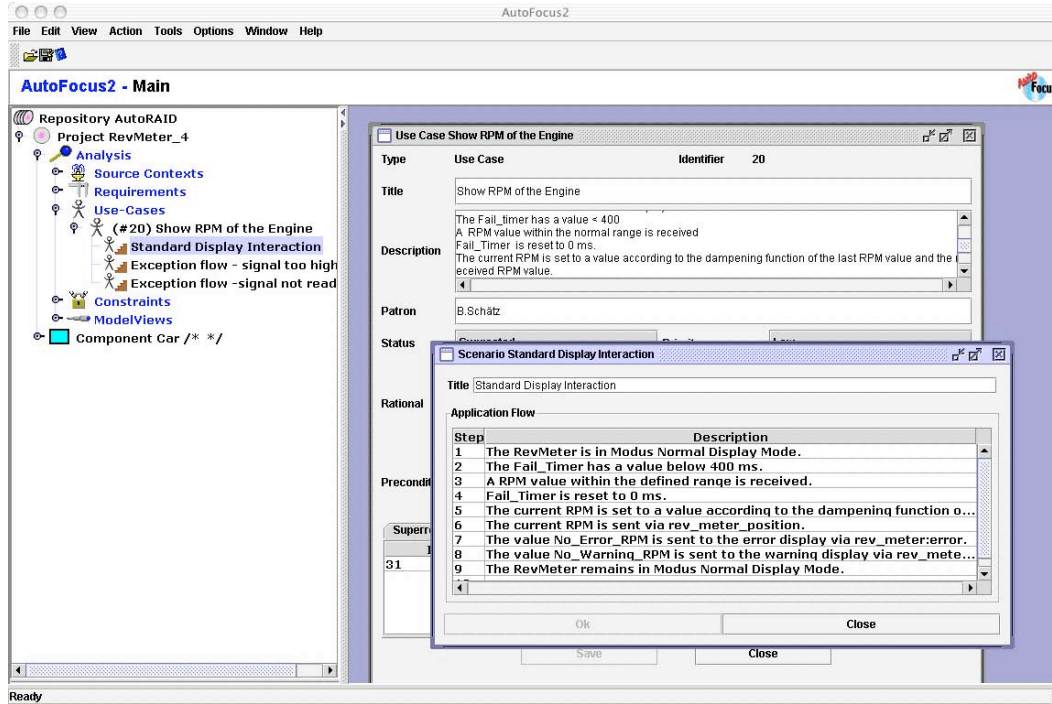 AutoFocus2
File Edit View Action Tools Options Window Help
AutoFocus2 - Main
Auto Focu
Repository AutoRAID
Project RevMeter_4
Analysis
Source Contexts
Requirements
Use-Cases
(#20) Show RPM of the Engine
Standard Display Interaction
Exception flow - signal too high
Exception flow -signal not read
Constraints
ModelViews
Component Car /* */
Use Case Show RPM of the Engine
Type Use Case Identifier 20
Title Show RPM of the Engine
Description
The Fail_timer has a value < 400
A RPM value within the normal range is received
Fail_Timer is reset to 0 ms.
The current RPM is set to a value according to the dampening function of the last RPM value and the r
eceived RPM value.
Patron B.Schätz
Status
Rational
Precondit
Superr
31
Scenario Standard Display Interaction
Title Standard Display Interaction
Application Flow
Step Description
1 The RevMeter is in Modus Normal Display Mode.
2 The Fail_Timer has a value below 400 ms.
3 A RPM value within the defined range is received.
4 Fail_Timer is reset to 0 ms.
5 The current RPM is set to a value according to the dampening function o...
6 The current RPM is sent via rev_meter_position.
7 The value No_Error_RPM is sent to the error display via rev_meter:error.
8 The value No_Warning_RPM is sent to the warning display via rev_mete...
9 The RevMeter remains in Modus Normal Display Mode.
Ok Close
Save Close
Ready